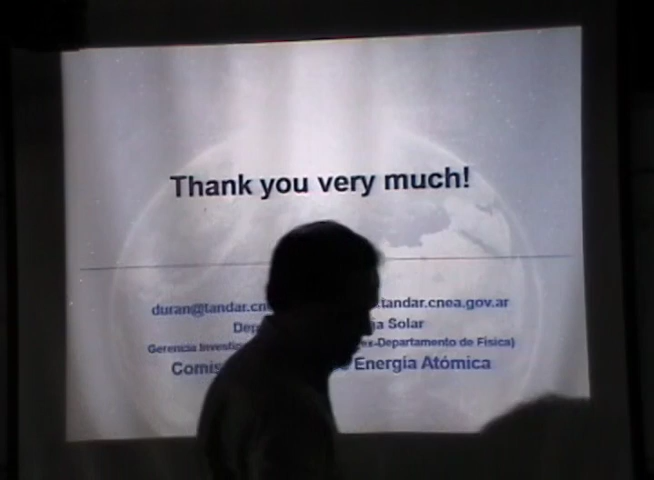 Thank you very much!
duran@tandar.cn .tandar.cnea.gov.ar
Dep ía Solar
Gerencia Investig ex-Departamento de Física)
Comis Energía Atómica